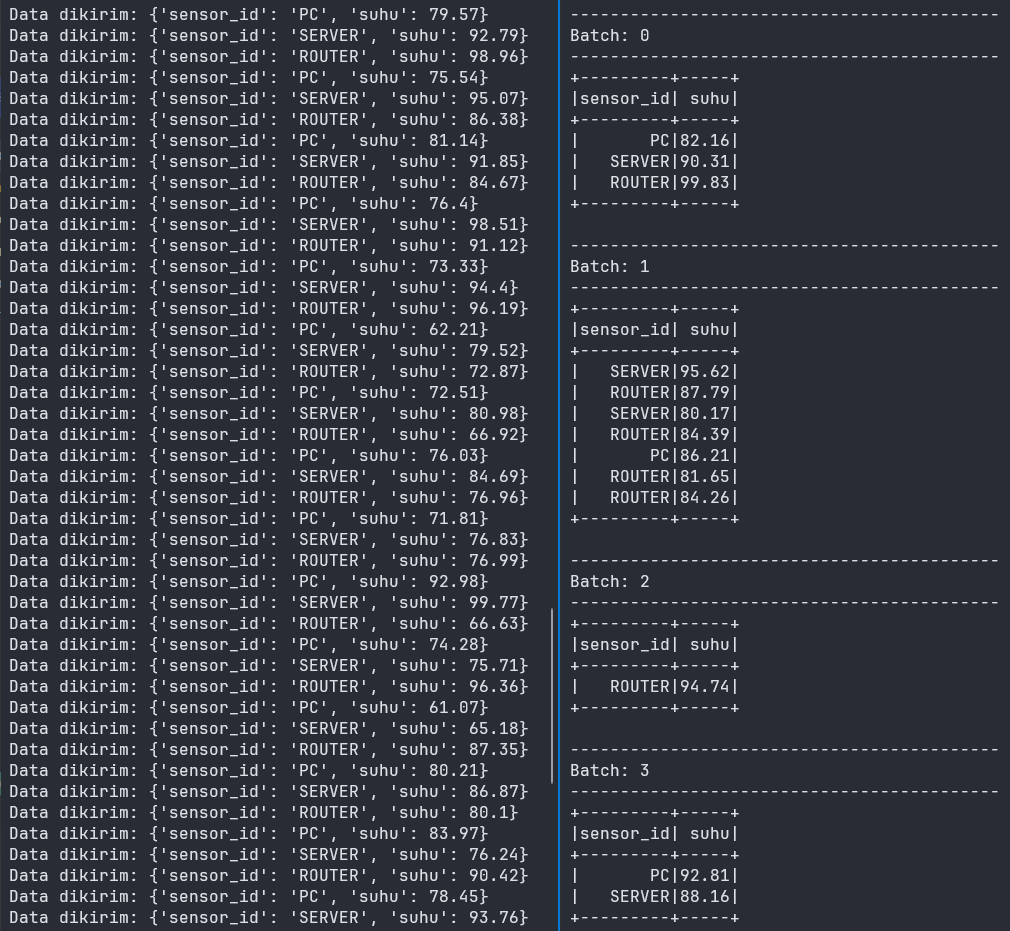 Data dikirim: {'sensor_id': 'PC', 'suhu': 79.57}
Data dikirim: {'sensor_id': 'SERVER', 'suhu': 92.79}
Data dikirim: {'sensor_id': 'ROUTER', 'suhu': 98.96}
Data dikirim: {'sensor_id': 'PC', 'suhu': 75.54}
Data dikirim: {'sensor_id': 'SERVER', 'suhu': 95.07}
Data dikirim: {'sensor_id': 'ROUTER', 'suhu': 86.38}
Data dikirim: {'sensor_id': 'PC', 'suhu': 81.14}
Data dikirim: {'sensor_id': 'SERVER', 'suhu': 91.85}
Data dikirim: {'sensor_id': 'ROUTER', 'suhu': 84.67}
Data dikirim: {'sensor_id': 'PC', 'suhu': 76.4}
Data dikirim: {'sensor_id': 'SERVER', 'suhu': 98.51}
Data dikirim: {'sensor_id': 'ROUTER', 'suhu': 91.12}
Data dikirim: {'sensor_id': 'PC', 'suhu': 73.33}
Data dikirim: {'sensor_id': 'SERVER', 'suhu': 94.4}
Data dikirim: {'sensor_id': 'ROUTER', 'suhu': 96.19}
Data dikirim: {'sensor_id': 'PC', 'suhu': 62.21}
Data dikirim: {'sensor_id': 'SERVER', 'suhu': 79.52}
Data dikirim: {'sensor_id': 'ROUTER', 'suhu': 72.87}
Data dikirim: {'sensor_id': 'PC', 'suhu': 72.51}
Data dikirim: {'sensor_id': 'SERVER', 'suhu': 80.98}
Data dikirim: {'sensor_id': 'ROUTER', 'suhu': 66.92}
Data dikirim: {'sensor_id': 'PC', 'suhu': 76.03}
Data dikirim: {'sensor_id': 'SERVER', 'suhu': 84.69}
Data dikirim: {'sensor_id': 'ROUTER', 'suhu': 76.96}
Data dikirim: {'sensor_id': 'PC', 'suhu': 71.81}
Data dikirim: {'sensor_id': 'SERVER', 'suhu': 76.83}
Data dikirim: {'sensor_id': 'ROUTER', 'suhu': 76.99}
Data dikirim: {'sensor_id': 'PC', 'suhu': 92.98}
Data dikirim: {'sensor_id': 'SERVER', 'suhu': 99.77}
Data dikirim: {'sensor_id': 'ROUTER', 'suhu': 66.63}
Data dikirim: {'sensor_id': 'PC', 'suhu': 74.28}
Data dikirim: {'sensor_id': 'SERVER', 'suhu': 75.71}
Data dikirim: {'sensor_id': 'ROUTER', 'suhu': 96.36}
Data dikirim: {'sensor_id': 'PC', 'suhu': 61.07}
Data dikirim: {'sensor_id': 'SERVER', 'suhu': 65.18}
Data dikirim: {'sensor_id': 'ROUTER', 'suhu': 87.35}
Data dikirim: {'sensor_id': 'PC', 'suhu': 80.21}
Data dikirim: {'sensor_id': 'SERVER', 'suhu': 86.87}
Data dikirim: {'sensor_id': 'ROUTER', 'suhu': 80.1}
Data dikirim: {'sensor_id': 'PC', 'suhu': 83.97}
Data dikirim: {'sensor_id': 'SERVER', 'suhu': 76.24}
Data dikirim: {'sensor_id': 'ROUTER', 'suhu': 90.42}
Data dikirim: {'sensor_id': 'PC', 'suhu': 78.45}
Data dikirim: {'sensor_id': 'SERVER', 'suhu': 93.76}
-------------------------------------------
Batch: 0
-------------------------------------------
+---------+-----+
|sensor_id| suhu|
+---------+-----+
|       PC|82.16|
|   SERVER|90.31|
|   ROUTER|99.83|
+---------+-----+
-------------------------------------------
Batch: 1
-------------------------------------------
+---------+-----+
|sensor_id| suhu|
+---------+-----+
|   SERVER|95.62|
|   ROUTER|87.79|
|   SERVER|80.17|
|   ROUTER|84.39|
|       PC|86.21|
|   ROUTER|81.65|
|   ROUTER|84.26|
+---------+-----+
-------------------------------------------
Batch: 2
-------------------------------------------
+---------+-----+
|sensor_id| suhu|
+---------+-----+
|   ROUTER|94.74|
+---------+-----+
-------------------------------------------
Batch: 3
-------------------------------------------
+---------+-----+
|sensor_id| suhu|
+---------+-----+
|       PC|92.81|
|   SERVER|88.16|
+---------+-----+